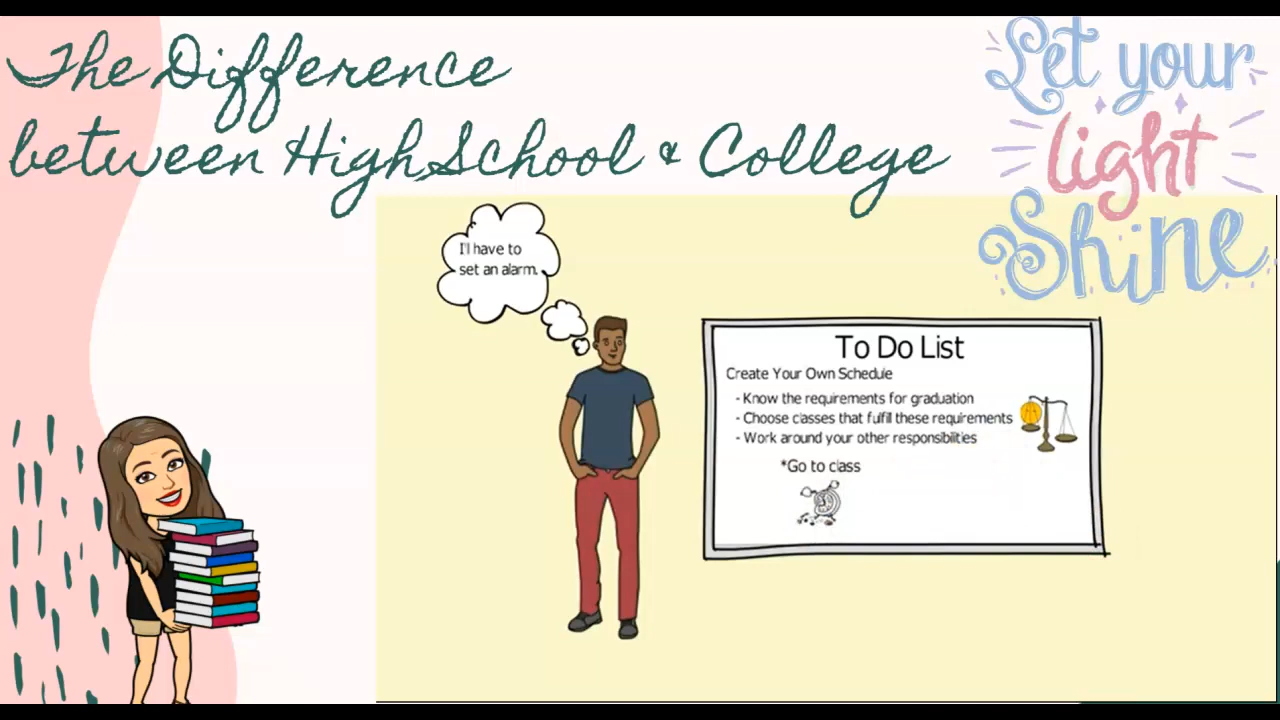 The Difference
between HighSchool & College
Let your
light
Shine
I'l have to
set an alarm.
To Do List
Create Your Own Schedule
- Know the requirements for graduation
- Choose classes that fulfill these requirements
- Work around your other responsibilities
*Go to class